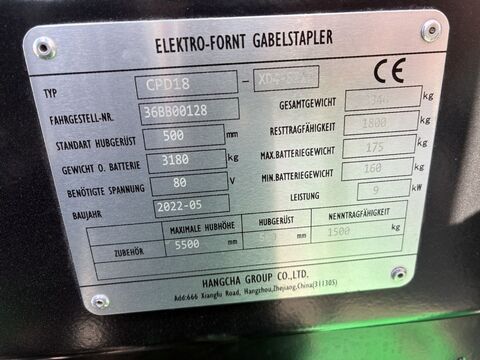 ELEKTRO-FORNT GABELSTAPLER
TYP CPD18 -
CE
FAHRGESTELL-NR. 36BB00128
GESAMTGEWICHT kg
STANDART HUBGERÜST 500 mm
RESTTRAGFÄHIGKEIT 1800 kg
GEWICHT O. BATTERIE 3180 kg
MAX.BATTERIEGEWICHT 175 kg
BENÖTIGTE SPANNUNG 80 V
MIN.BATTERIEGEWICHT 160 kg
BAUJAHR 2022-05
LEISTUNG 9 kW
MAXIMALE HUBHÖHE HUBGERÜST NENNTRAGFÄHIGKEIT
ZUBEHÖR 5500 mm mm 1500 kg
HANGCHA GROUP CO.,LTD.
Add:666 Xiangfu Road, Hangzhou,Zhejiang,China(311305)